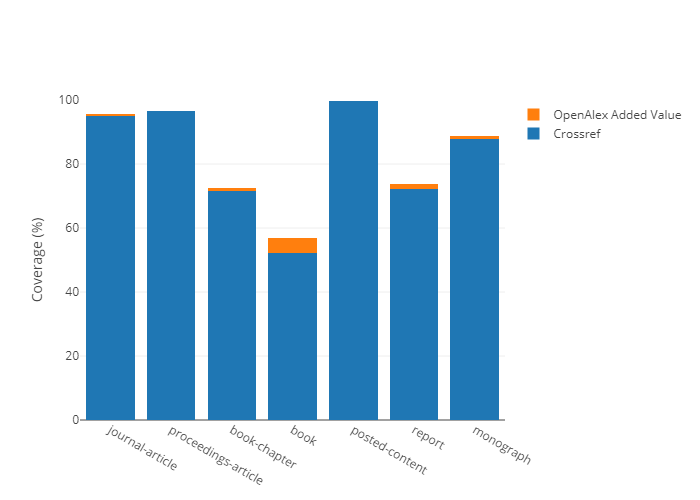 100
80
60
40
20
0
Coverage (%)
journal-article
proceedings-article
book-chapter
book
posted-content
report
monograph
OpenAlex Added Value
Crossref